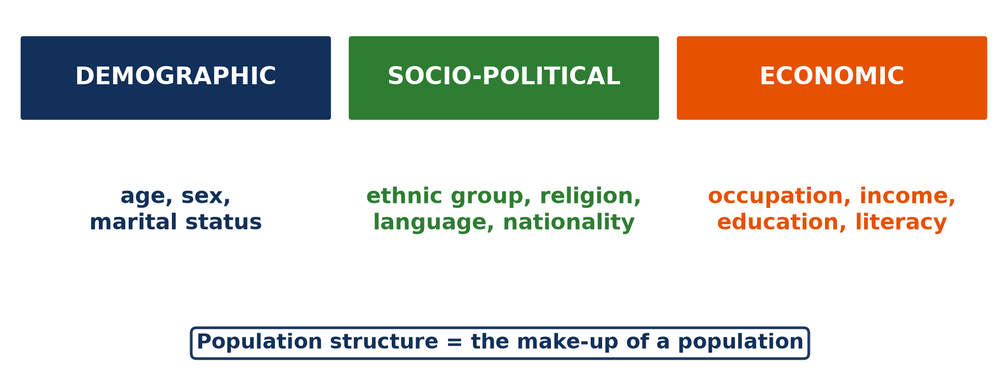 DEMOGRAPHIC
SOCIO-POLITICAL
ECONOMIC
age, sex,
marital status
ethnic group, religion,
language, nationality
occupation, income,
education, literacy
Population structure = the make-up of a population